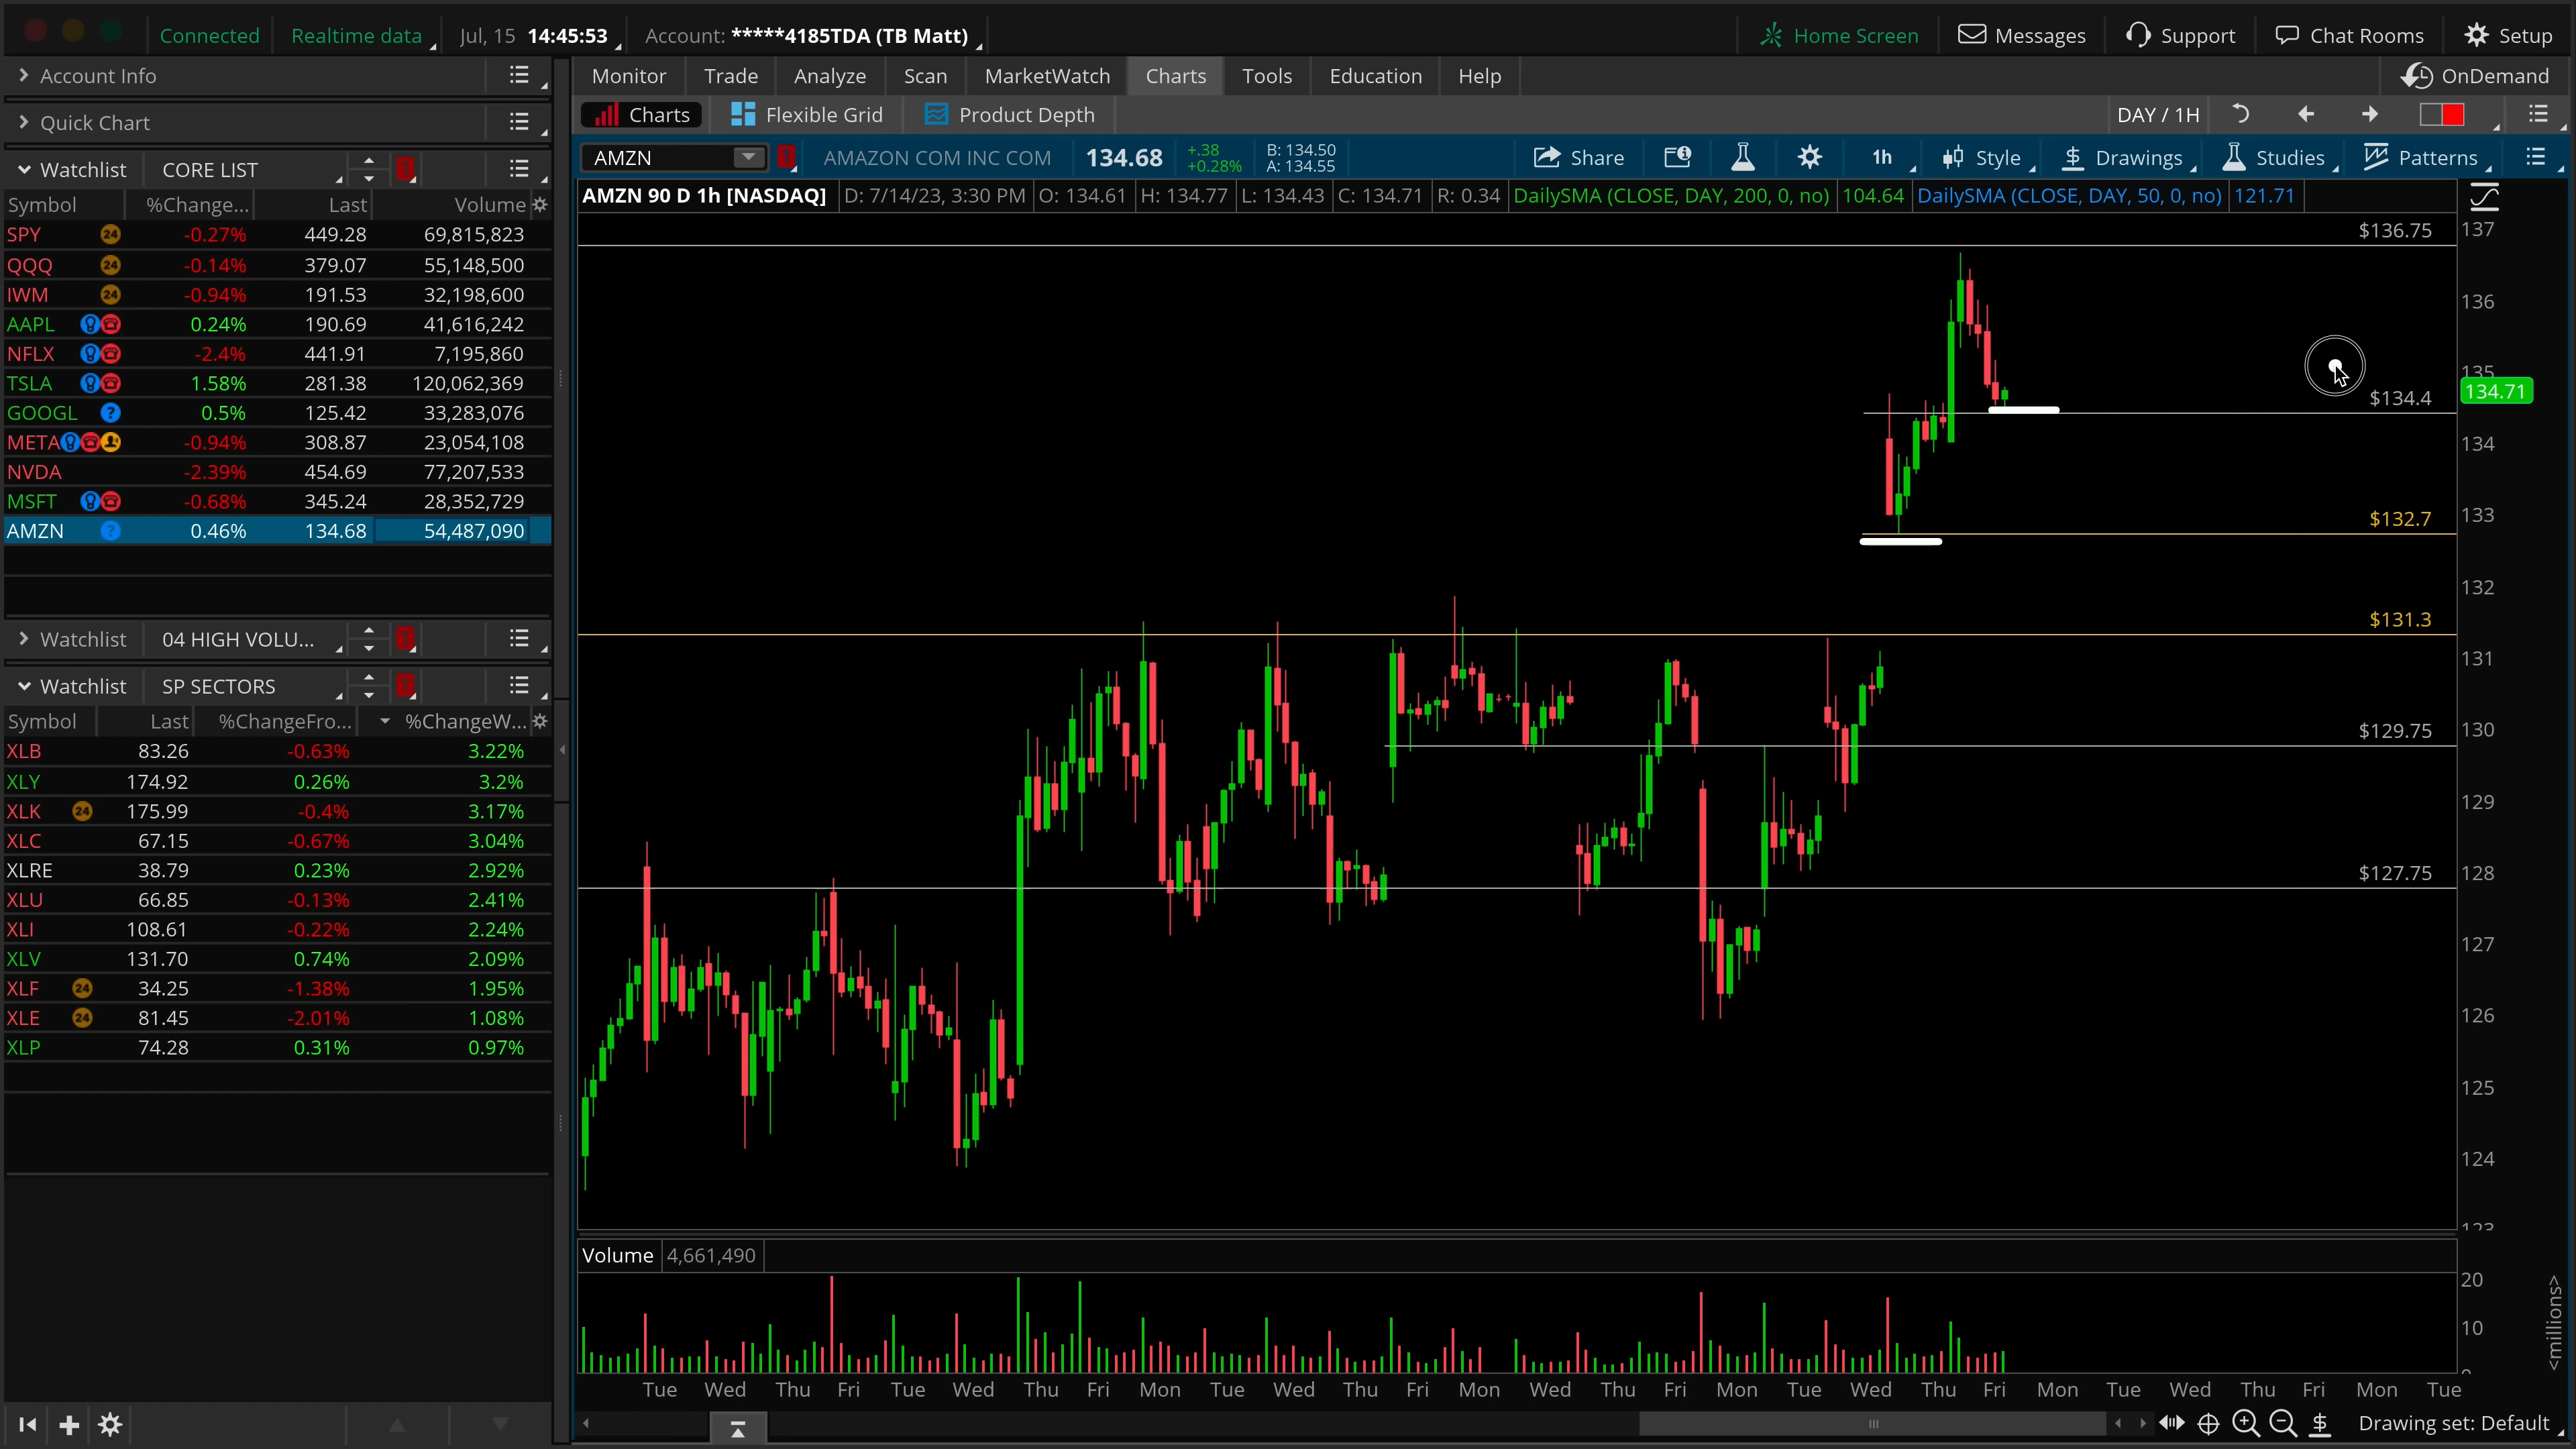 Connected Realtime data Jul, 15 14:45:53 Account: *****4185TDA (TB Matt) Home Screen Messages Support Chat Rooms Setup
Account Info
Quick Chart
Watchlist CORE LIST 1
Symbol %Change... Last Volume
SPY 24 -0.27% 449.28 69,815,823
QQQ 24 -0.14% 379.07 55,148,500
IWM 24 -0.94% 191.53 32,198,600
AAPL 0.24% 190.69 41,616,242
NFLX -2.4% 441.91 7,195,860
TSLA 1.58% 281.38 120,062,369
GOOGL ? 0.5% 125.42 33,283,076
META -0.94% 308.87 23,054,108
NVDA -2.39% 454.69 77,207,533
MSFT -0.68% 345.24 28,352,729
AMZN ? 0.46% 134.68 54,487,090
Watchlist 04 HIGH VOLU... 1
Watchlist SP SECTORS 1
Symbol Last %ChangeFro... %ChangeW...
XLB 83.26 -0.63% 3.22%
XLY 174.92 0.26% 3.2%
XLK 24 175.99 -0.4% 3.17%
XLC 67.15 -0.67% 3.04%
XLRE 38.79 0.23% 2.92%
XLU 66.85 -0.13% 2.41%
XLI 108.61 -0.22% 2.24%
XLV 131.70 0.74% 2.09%
XLF 24 34.25 -1.38% 1.95%
XLE 24 81.45 -2.01% 1.08%
XLP 74.28 0.31% 0.97%
Monitor Trade Analyze Scan MarketWatch Charts Tools Education Help OnDemand
Charts Flexible Grid Product Depth DAY / 1H
AMZN 1 AMAZON COM INC COM 134.68 +.38 +0.28% B: 134.50 A: 134.55 Share 1h Style Drawings Studies Patterns
AMZN 90 D 1h [NASDAQ] D: 7/14/23, 3:30 PM O: 134.61 H: 134.77 L: 134.43 C: 134.71 R: 0.34 DailySMA (CLOSE, DAY, 200, 0, no) 104.64 DailySMA (CLOSE, DAY, 50, 0, no) 121.71
$136.75 137
136
135
134.71
$134.4
134
$132.7 133
132
$131.3
131
$129.75 130
129
$127.75 128
127
126
125
124
123
Volume 4,661,490
20
10
<millions>
Tue Wed Thu Fri Tue Wed Thu Fri Mon Tue Wed Thu Fri Mon Wed Thu Fri Mon Tue Wed Thu Fri Mon Tue Wed Thu Fri Mon Tue
Drawing set: Default